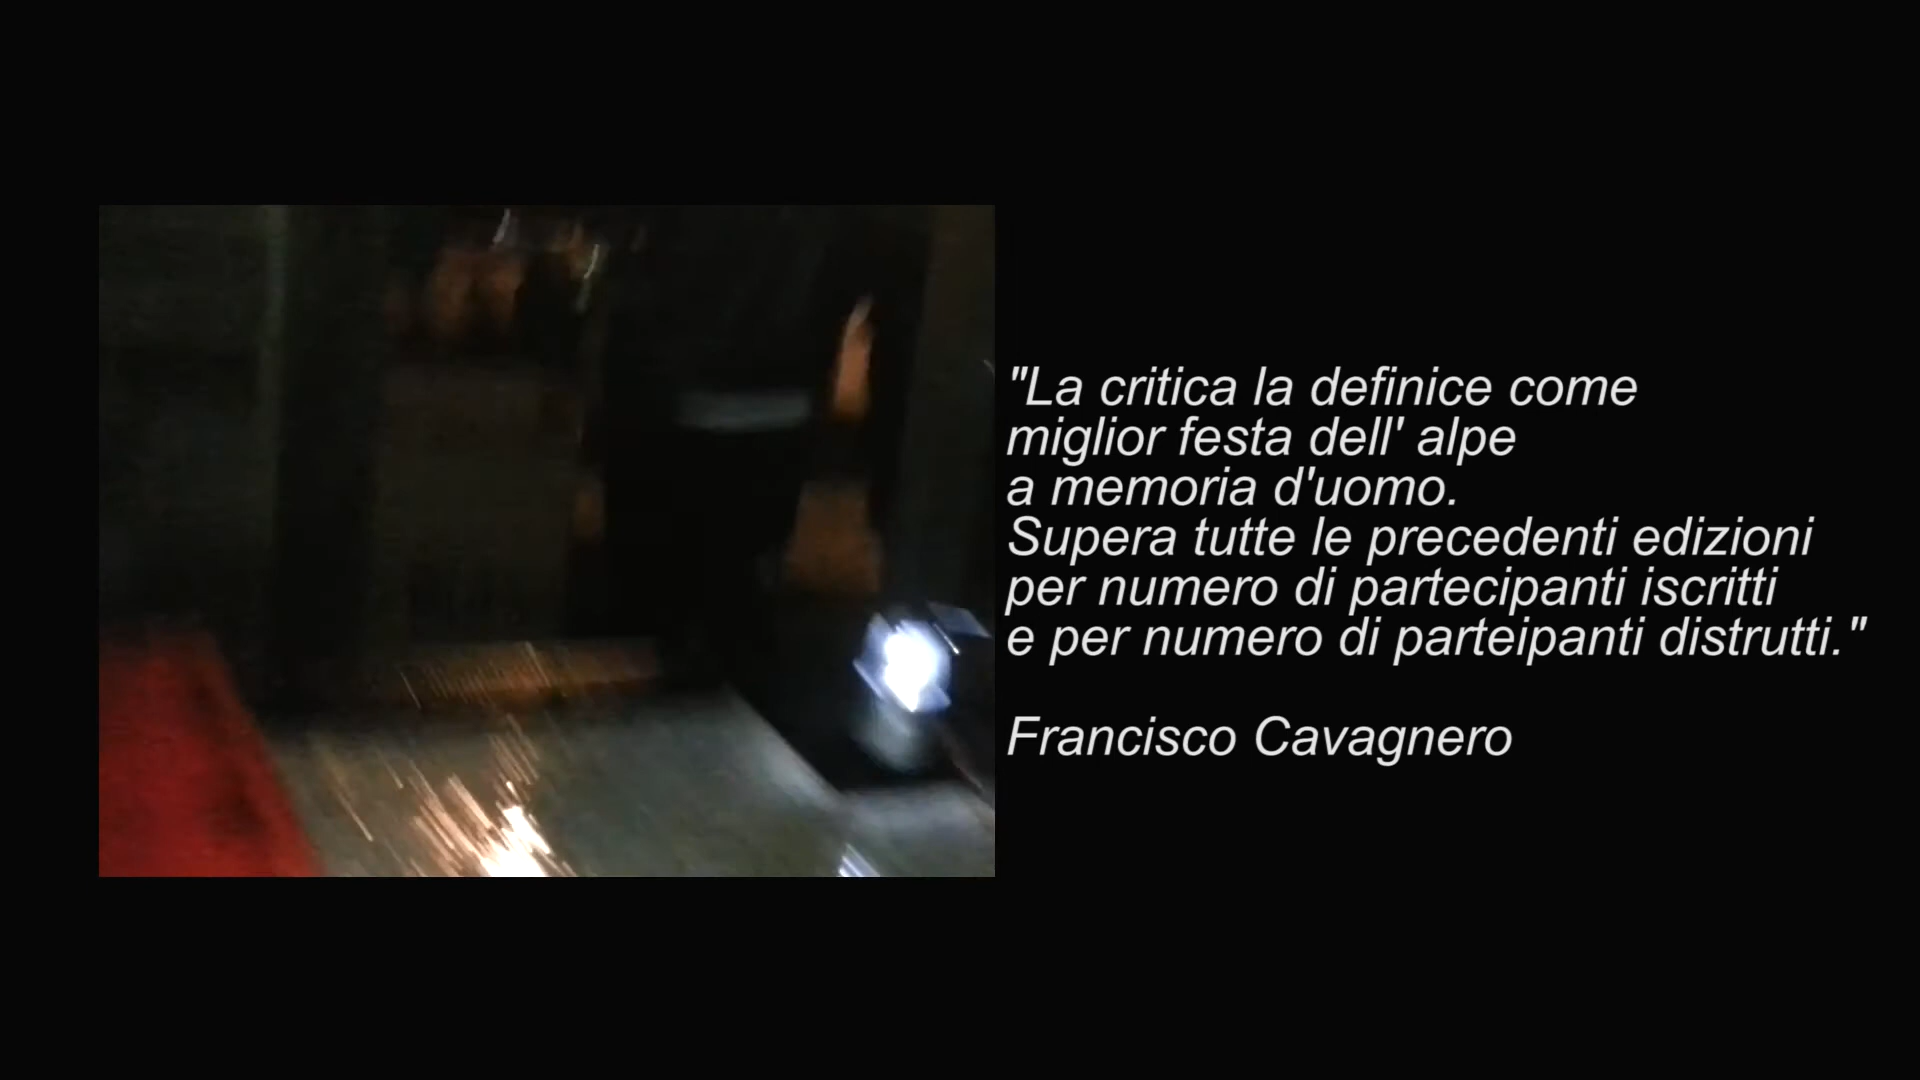 "La critica la definice come
miglior festa dell' alpe
a memoria d'uomo.
Supera tutte le precedenti edizioni
per numero di partecipanti iscritti
e per numero di parteipanti distrutti."
Francisco Cavagnero